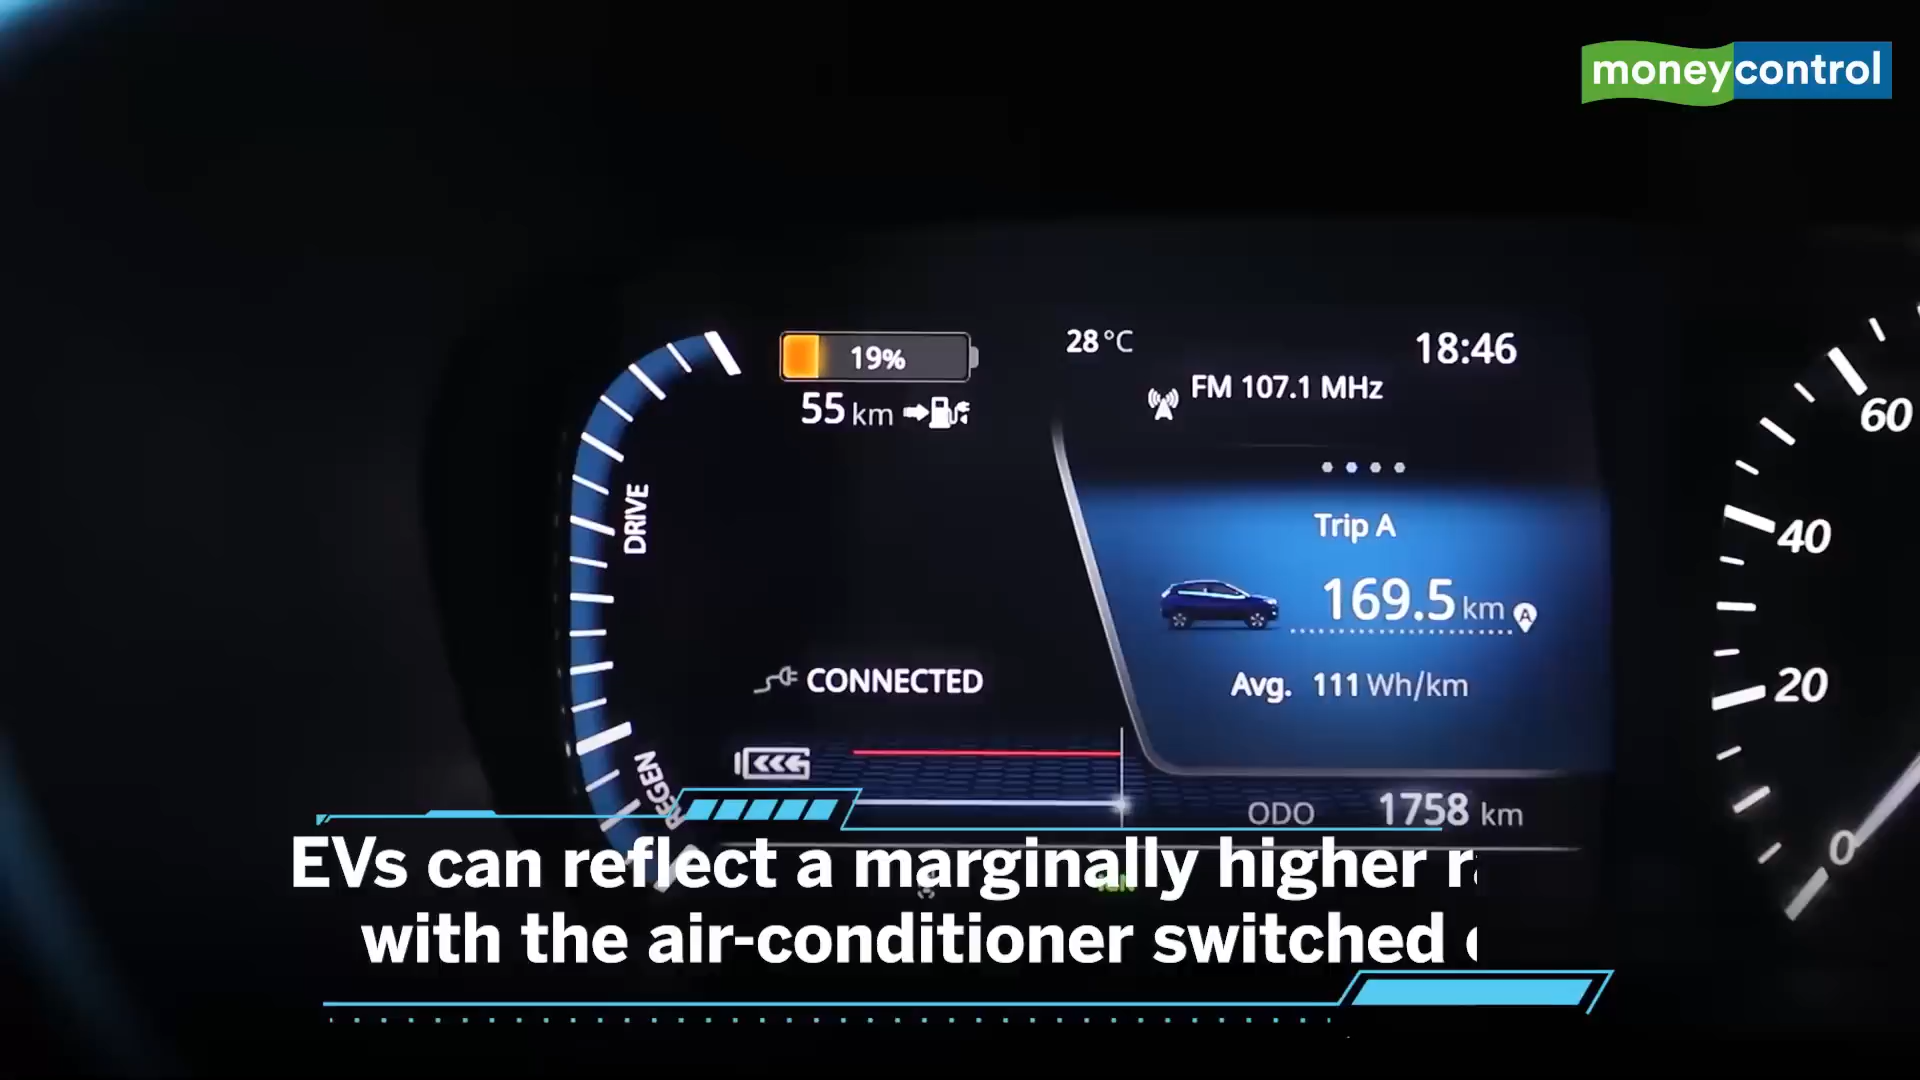 moneycontrol
19%
28 °C
18:46
55 km
FM 107.1 MHz
60
Trip A
DRIVE
40
169.5 km
A
CONNECTED
Avg. 111 Wh/km
20
REGEN
ODO 1758 km
0
EVs can reflect a marginally higher
with the air-conditioner switched